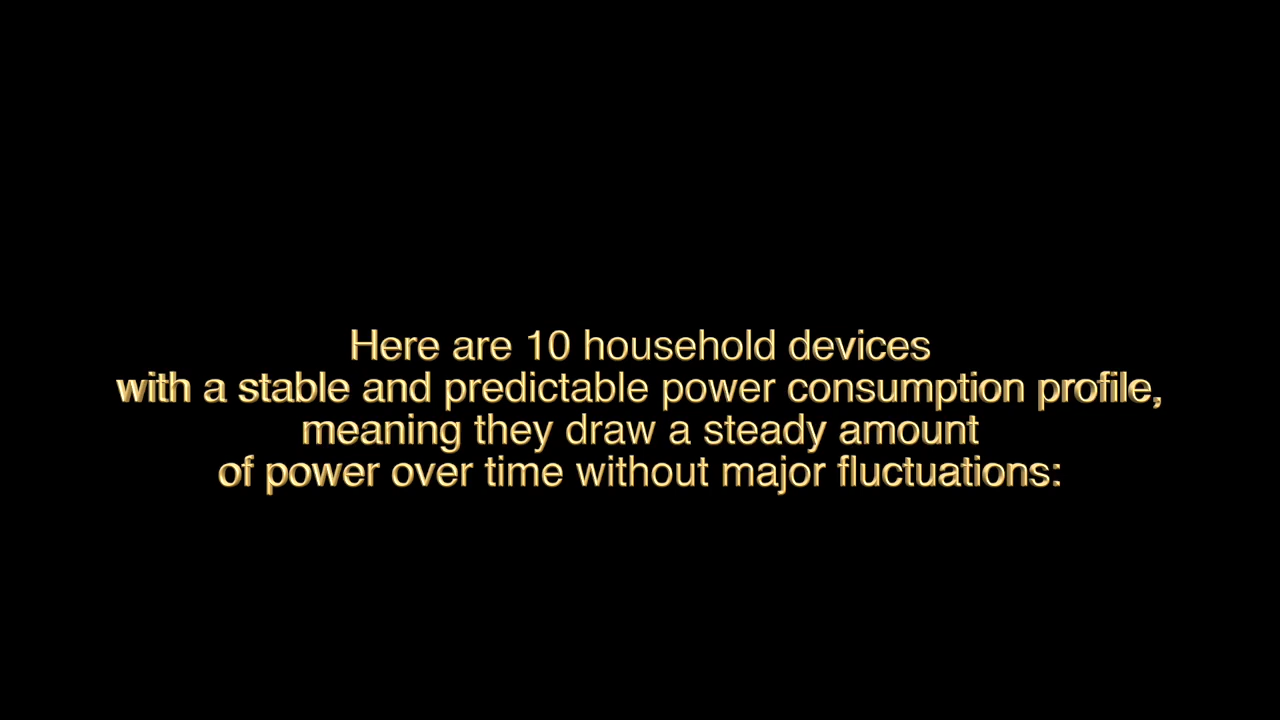 Here are 10 household devices
with a stable and predictable power consumption profile,
meaning they draw a steady amount
of power over time without major fluctuations: